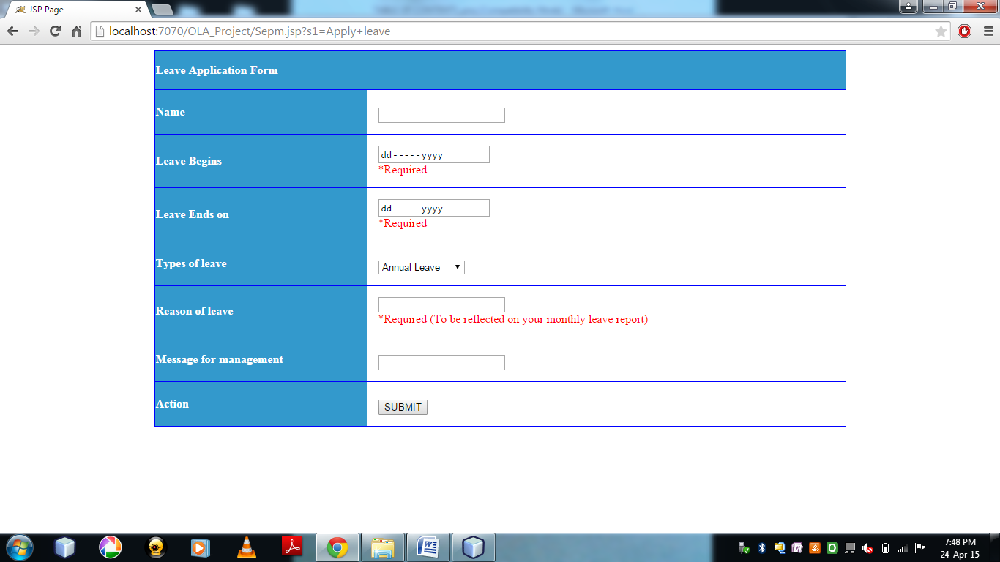 JSP Page
localhost:7070/OLA_Project/Sepm.jsp?s1=Apply+leave
Leave Application Form
Name
Leave Begins
dd-----yyyy
*Required
Leave Ends on
dd-----yyyy
*Required
Types of leave
Annual Leave
Reason of leave
*Required (To be reflected on your monthly leave report)
Message for management
Action
SUBMIT
7:48 PM
24-Apr-15